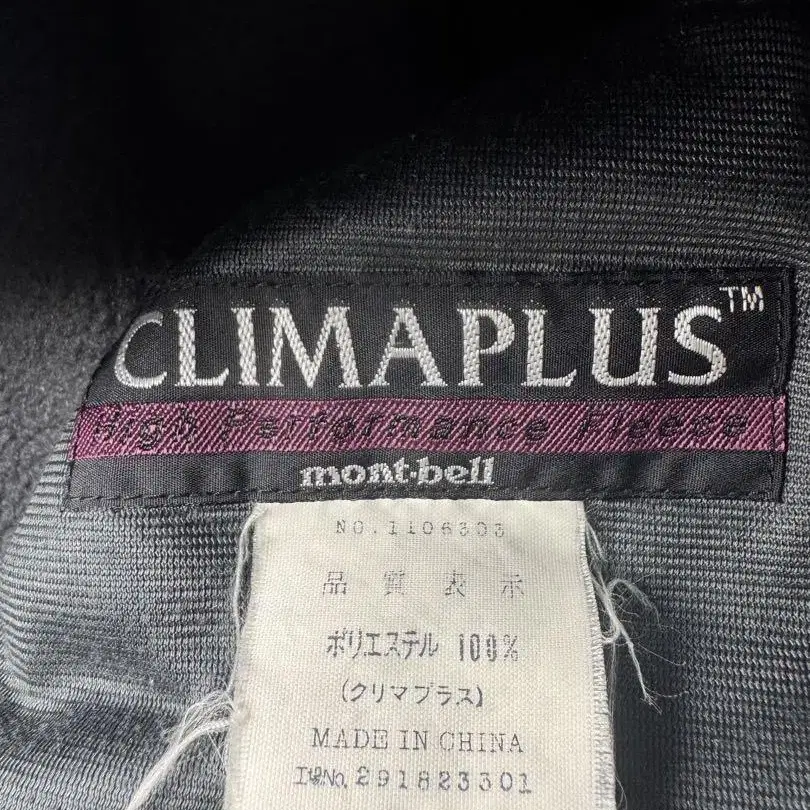 CLIMAPLUS™
High Performance Fleece
mont-bell
NO.1106303
品質表示
ポリエステル 100%
(クリマプラス)
MADE IN CHINA
291823301